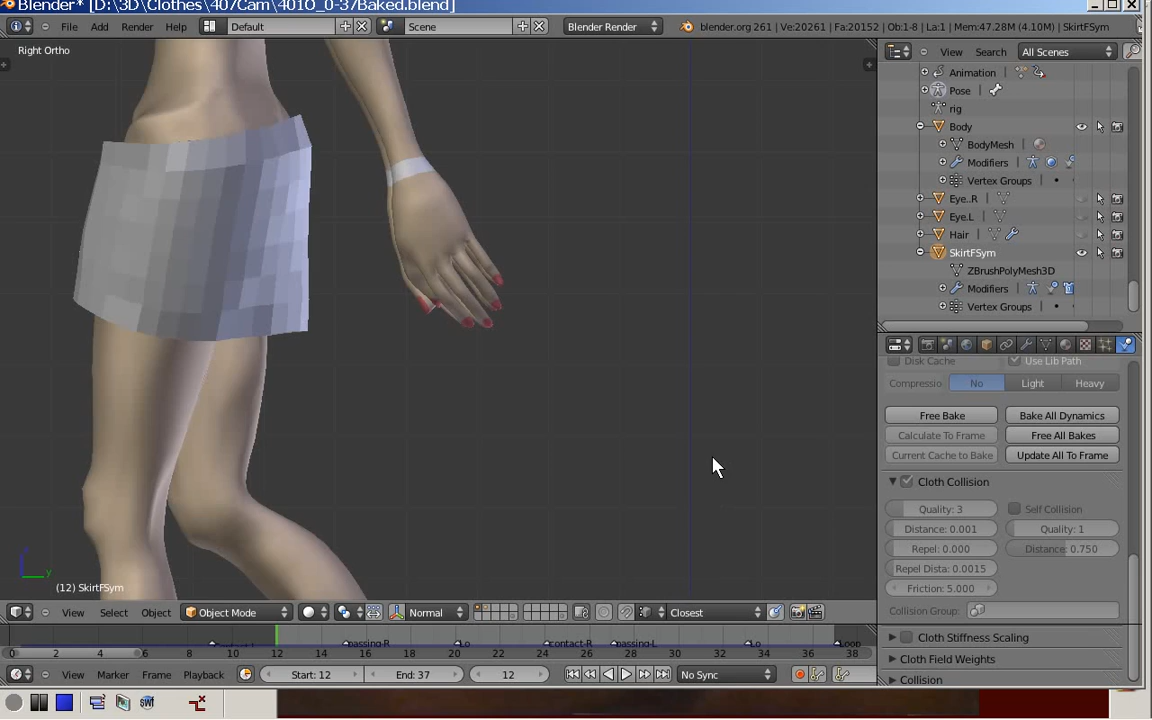 Blender* [D:\3D\Clothes\407Cam\401O_0-37Baked.blend]
File Add Render Help Default Scene Blender Render blender.org 261 | Ve:20261 | Fa:20152 | Ob:1-8 | La:1 | Mem:47.28M (4.10M) | SkirtFSym
Right Ortho
View Search All Scenes
Animation
Pose
rig
Body
BodyMesh
Modifiers
Vertex Groups
Eye..R
Eye.L
Hair
SkirtFSym
ZBrushPolyMesh3D
Modifiers
Vertex Groups
Disk Cache Use Lib Path
Compressio No Light Heavy
Free Bake Bake All Dynamics
Calculate To Frame Free All Bakes
Current Cache to Bake Update All To Frame
Cloth Collision
Quality: 3 Self Collision
Distance: 0.001 Quality: 1
Repel: 0.000 Distance: 0.750
Repel Dista: 0.0015
Friction: 5.000
Collision Group:
Cloth Stiffness Scaling
Cloth Field Weights
Collision
(12) SkirtFSym
View Select Object Object Mode Normal Closest
passing-R Lo contact-R passing-L Lo Loop
0 2 4 6 8 10 12 14 16 18 20 22 24 26 28 30 32 34 36 38
View Marker Frame Playback Start: 12 End: 37 12 No Sync
swf